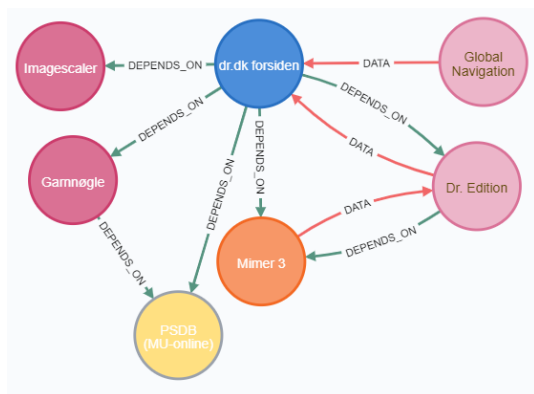 Imagescaler
DEPENDS_ON
dr.dk forsiden
DATA
Global
Navigation
DEPENDS_ON
DEPENDS_ON
DATA
Gamnøgle
DEPENDS_ON
DEPENDS_ON
Dr. Edition
DATA
DEPENDS_ON
DEPENDS_ON
Mimer 3
PSDB
(MU-online)